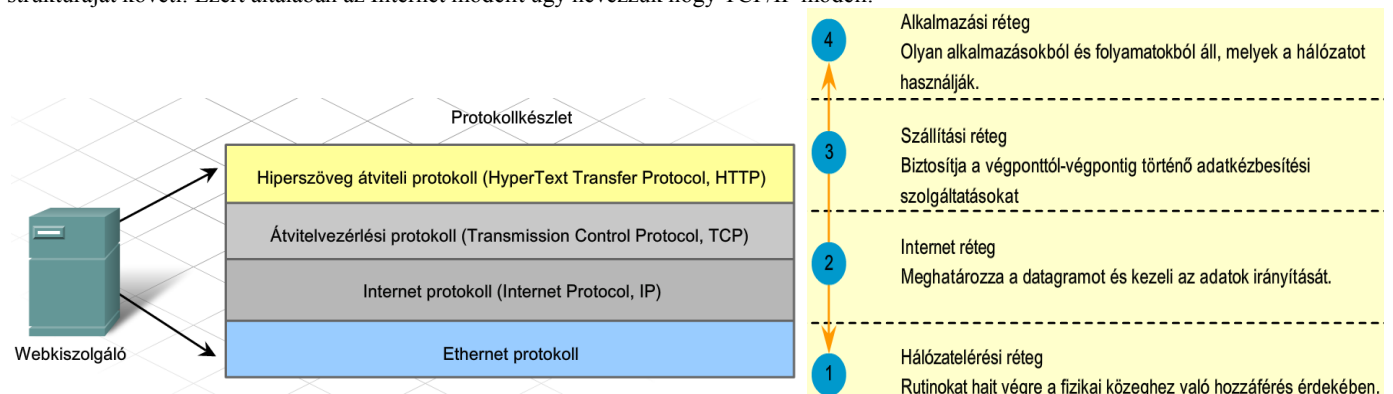 struktúráját követi. Ezért általában az Internet modellt úgy nevezzük hogy TCP/IP modell.
Protokollkészlet
Hiperszöveg átviteli protokoll (HyperText Transfer Protocol, HTTP)
Átvitelvezérlési protokoll (Transmission Control Protocol, TCP)
Internet protokoll (Internet Protocol, IP)
Ethernet protokoll
Webkiszolgáló
4
Alkalmazási réteg
Olyan alkalmazásokból és folyamatokból áll, melyek a hálózatot
használják.
3
Szállítási réteg
Biztosítja a végponttól-végpontig történő adatkézbesítési
szolgáltatásokat
2
Internet réteg
Meghatározza a datagramot és kezeli az adatok irányítását.
1
Hálózatelérési réteg
Rutinokat hajt végre a fizikai közeghez való hozzáférés érdekében.